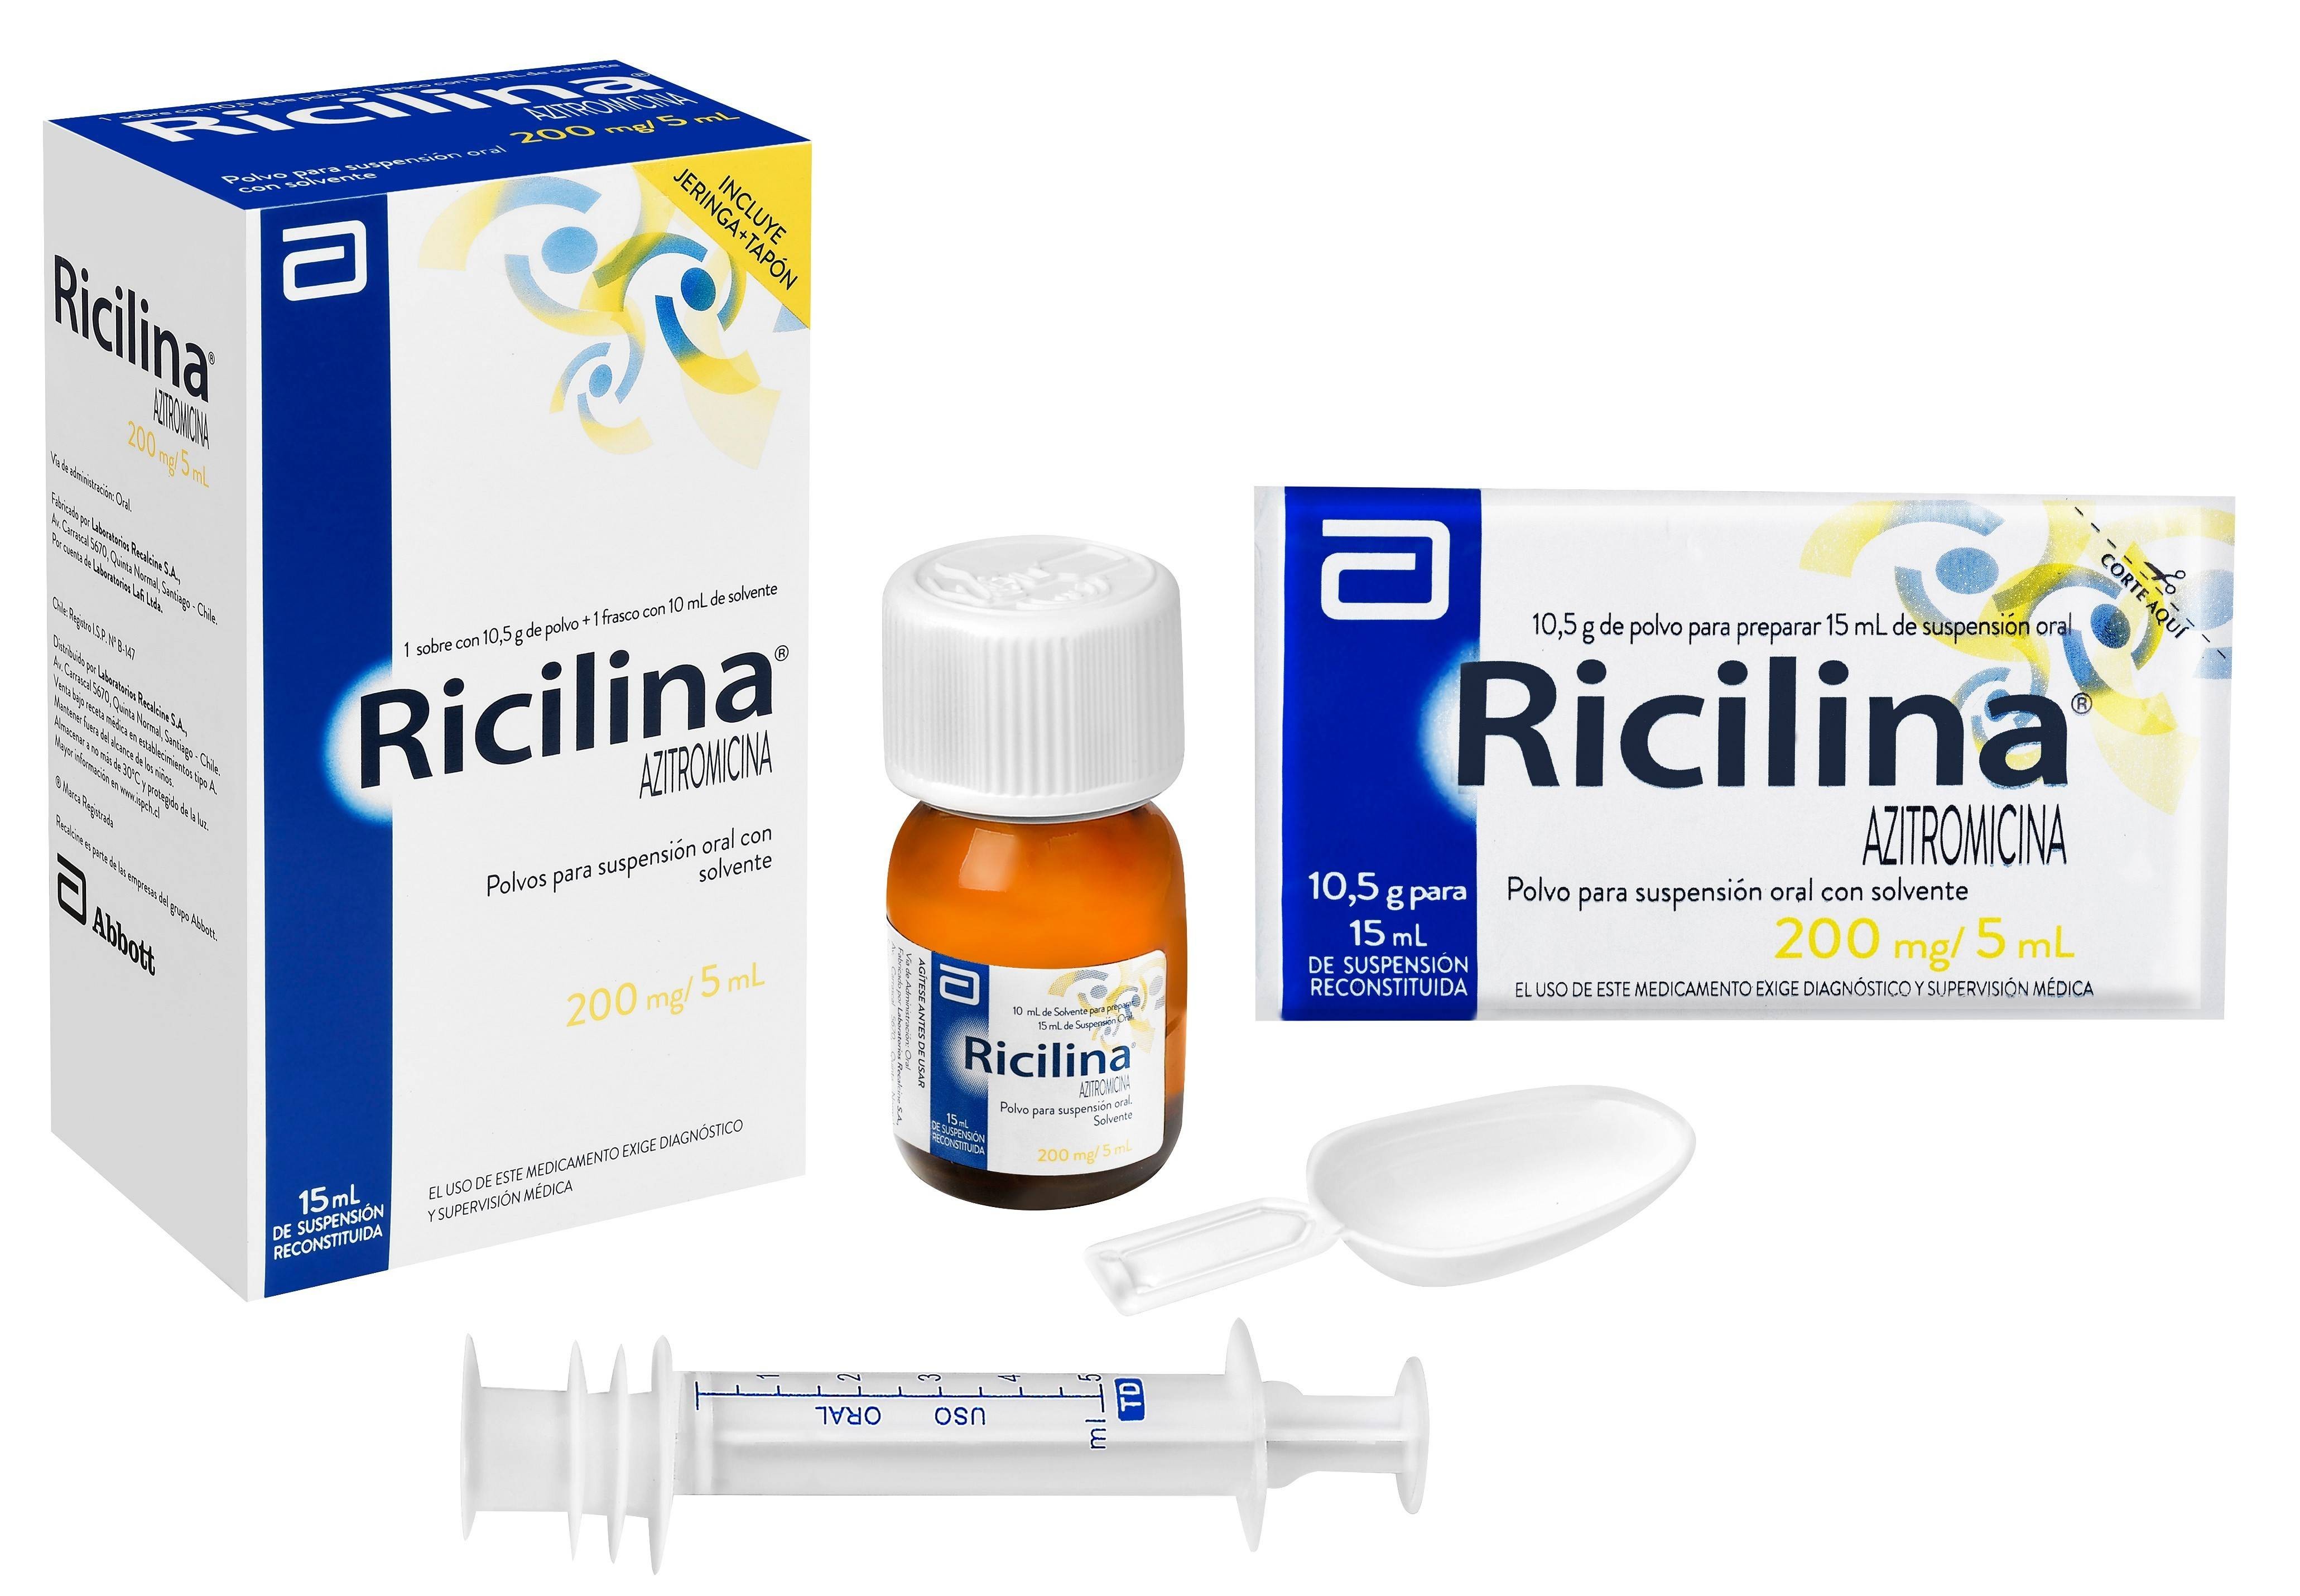 1 sobre con 10,5 g de polvo + 1 frasco con 10 mL de solvente
Ricilina®
AZITROMICINA
200 mg/ 5 mL
Polvo para suspensión oral
con solvente
Ricilina®
AZITROMICINA
200 mg/ 5 mL
Vía de administración: Oral.
Fabricado por Laboratorios Recalcine S.A.,
Av. Carrascal 5670, Quinta Normal, Santiago - Chile.
Por cuenta de Laboratorios Lafi Ltda.
Chile: Registro I.S.P. Nº B-147
Distribuido por Laboratorios Recalcine S.A.,
Av. Carrascal 5670, Quinta Normal, Santiago - Chile.
Venta bajo receta médica en establecimientos tipo A.
Mantener fuera del alcance de los niños.
Almacenar a no más de 30°C y protegido de la luz.
Mayor información en www.ispch.cl
® Marca Registrada
Recalcine es parte de las empresas del grupo Abbott.
Abbott
INCLUYE
JERINGA+TAPÓN
1 sobre con 10,5 g de polvo + 1 frasco con 10 mL de solvente
Ricilina®
AZITROMICINA
Polvos para suspensión oral con
solvente
200 mg/ 5 mL
EL USO DE ESTE MEDICAMENTO EXIGE DIAGNÓSTICO
Y SUPERVISIÓN MÉDICA
15 mL
DE SUSPENSIÓN
RECONSTITUIDA
AGÍTESE ANTES DE USAR
Vía de Administración: Oral
Fabricado por Laboratorios Recalcine S.A.,
10 mL de Solvente para preparar
15 mL de Suspensión Oral
Ricilina®
AZITROMICINA
Polvo para suspensión oral.
Solvente
200 mg/ 5 mL
15 mL
DE SUSPENSIÓN
RECONSTITUIDA
CORTE AQUÍ
10,5 g de polvo para preparar 15 mL de suspensión oral
Ricilina®
AZITROMICINA
Polvo para suspensión oral con solvente
200 mg/ 5 mL
EL USO DE ESTE MEDICAMENTO EXIGE DIAGNÓSTICO Y SUPERVISIÓN MÉDICA
10,5 g para
15 mL
DE SUSPENSIÓN
RECONSTITUIDA
1 2 3 4 5
USO ORAL
ml
TD